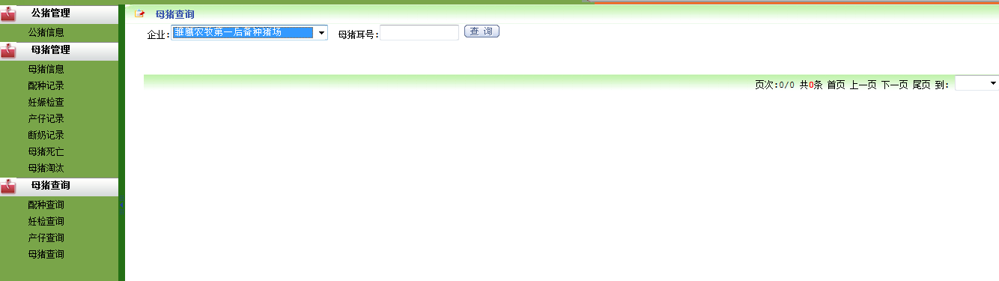 公猪管理
公猪信息
母猪管理
母猪信息
配种记录
妊娠检查
产仔记录
断奶记录
母猪死亡
母猪淘汰
母猪查询
配种查询
妊检查询
产仔查询
母猪查询
母猪查询
企业: 雏鹰农牧第一后备种猪场 母猪耳号: 查 询
页次:0/0 共0条 首页 上一页 下一页 尾页 到: